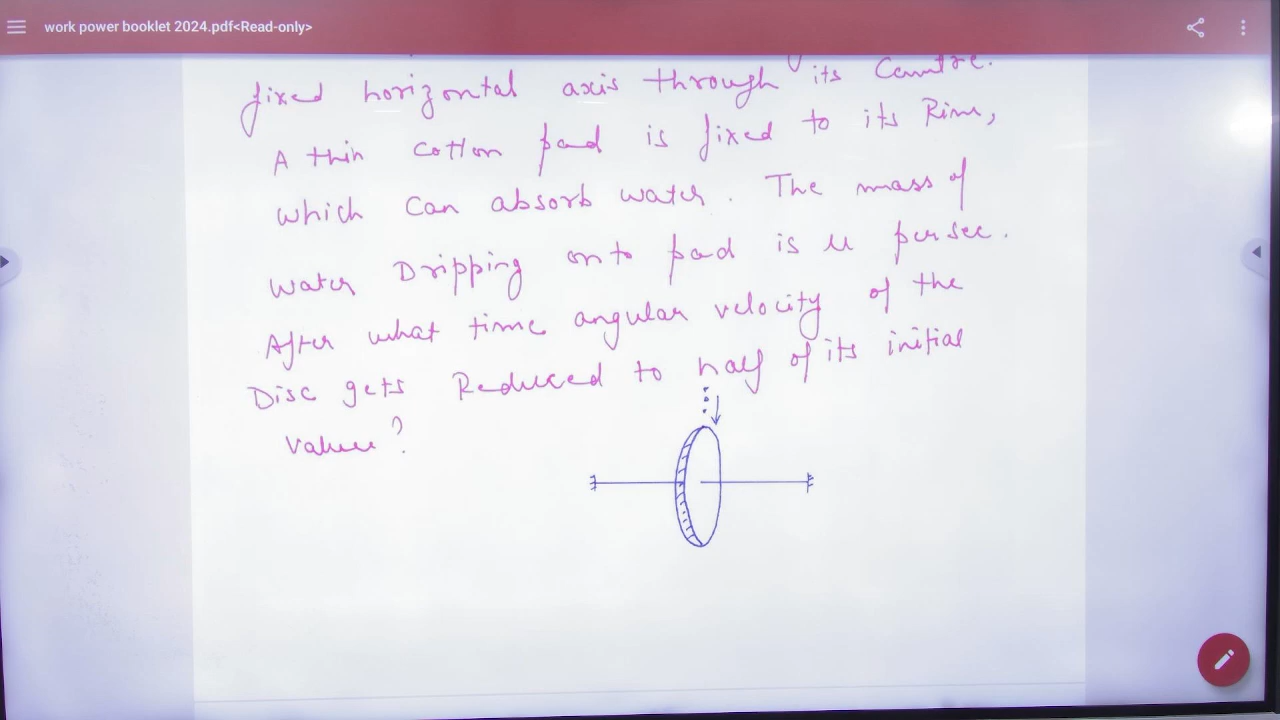 work power booklet 2024.pdf<Read-only>
fixed horizontal axis through its Centre.
A thin cotton pad is fixed to its Rim,
which can absorb water. The mass of
water Dripping onto pad is μ per sec.
After what time angular velocity of the
Disc gets Reduced to half of its initial
value?